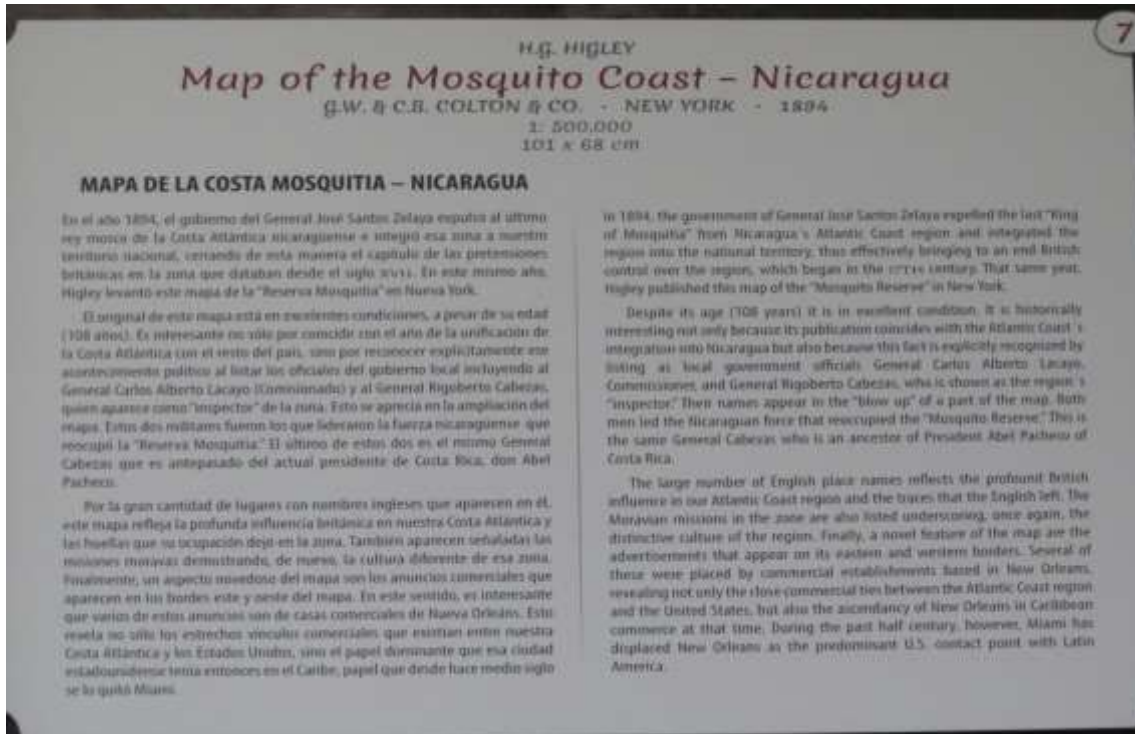 7
H.G. HIGLEY
Map of the Mosquito Coast – Nicaragua
G.W. & C.B. COLTON & CO. - NEW YORK - 1894
1: 500,000
101 x 68 cm
MAPA DE LA COSTA MOSQUITIA – NICARAGUA
En el año 1894, el gobierno del General José Santos Zelaya expulsó al último
rey mosco de la Costa Atlántica nicaragüense e integró esa zona a nuestro
territorio nacional, cerrando de esta manera el capítulo de las pretensiones
británicas en la zona que databan desde el siglo XVII. En este mismo año,
Higley levantó este mapa de la "Reserva Mosquitia" en Nueva York.
El original de este mapa está en excelentes condiciones, a pesar de su edad
(108 años). Es interesante no sólo por coincidir con el año de la unificación de
la Costa Atlántica con el resto del país, sino por reconocer explícitamente ese
acontecimiento político al listar los oficiales del gobierno local incluyendo al
General Carlos Alberto Lacayo (Comisionado) y al General Rigoberto Cabezas,
quien aparece como "inspector" de la zona. Esto se aprecia en la ampliación del
mapa. Estos dos militares fueron los que lideraron la fuerza nicaragüense que
reocupó la "Reserva Mosquitia." El último de estos dos es el mismo General
Cabezas que es antepasado del actual presidente de Costa Rica, don Abel
Pacheco.
Por la gran cantidad de lugares con nombres ingleses que aparecen en él,
este mapa refleja la profunda influencia británica en nuestra Costa Atlántica y
las huellas que su ocupación dejó en la zona. También aparecen señaladas las
misiones moravas demostrando, de nuevo, la cultura diferente de esa zona.
Finalmente, un aspecto novedoso del mapa son los anuncios comerciales que
aparecen en los bordes este y oeste del mapa. En este sentido, es interesante
que varios de estos anuncios son de casas comerciales de Nueva Orleáns. Esto
revela no sólo los estrechos vínculos comerciales que existían entre nuestra
Costa Atlántica y los Estados Unidos, sino el papel dominante que esa ciudad
estadounidense tenía entonces en el Caribe, papel que desde hace medio siglo
se lo quitó Miami.
In 1894, the government of General José Santos Zelaya expelled the last "King
of Mosquitia" from Nicaragua's Atlantic Coast region and integrated the
region into the national territory, thus effectively bringing to an end British
control over the region, which began in the 17TH century. That same year,
Higley published this map of the "Mosquito Reserve" in New York.
Despite its age (108 years) it is in excellent condition. It is historically
interesting not only because its publication coincides with the Atlantic Coast's
integration into Nicaragua but also because this fact is explicitly recognized by
listing as local government officials General Carlos Alberto Lacayo,
Commissioner, and General Rigoberto Cabezas, who is shown as the region's
"inspector." Their names appear in the "blow up" of a part of the map. Both
men led the Nicaraguan force that reoccupied the "Mosquito Reserve." This is
the same General Cabezas who is an ancestor of President Abel Pacheco of
Costa Rica.
The large number of English place names reflects the profound British
influence in our Atlantic Coast region and the traces that the English left. The
Moravian missions in the zone are also listed underscoring, once again, the
distinctive culture of the region. Finally, a novel feature of the map are the
advertisements that appear on its eastern and western borders. Several of
these were placed by commercial establishments based in New Orleans,
revealing not only the close commercial ties between the Atlantic Coast region
and the United States, but also the ascendancy of New Orleans in Caribbean
commerce at that time. During the past half century, however, Miami has
displaced New Orleans as the predominant U.S. contact point with Latin
America.